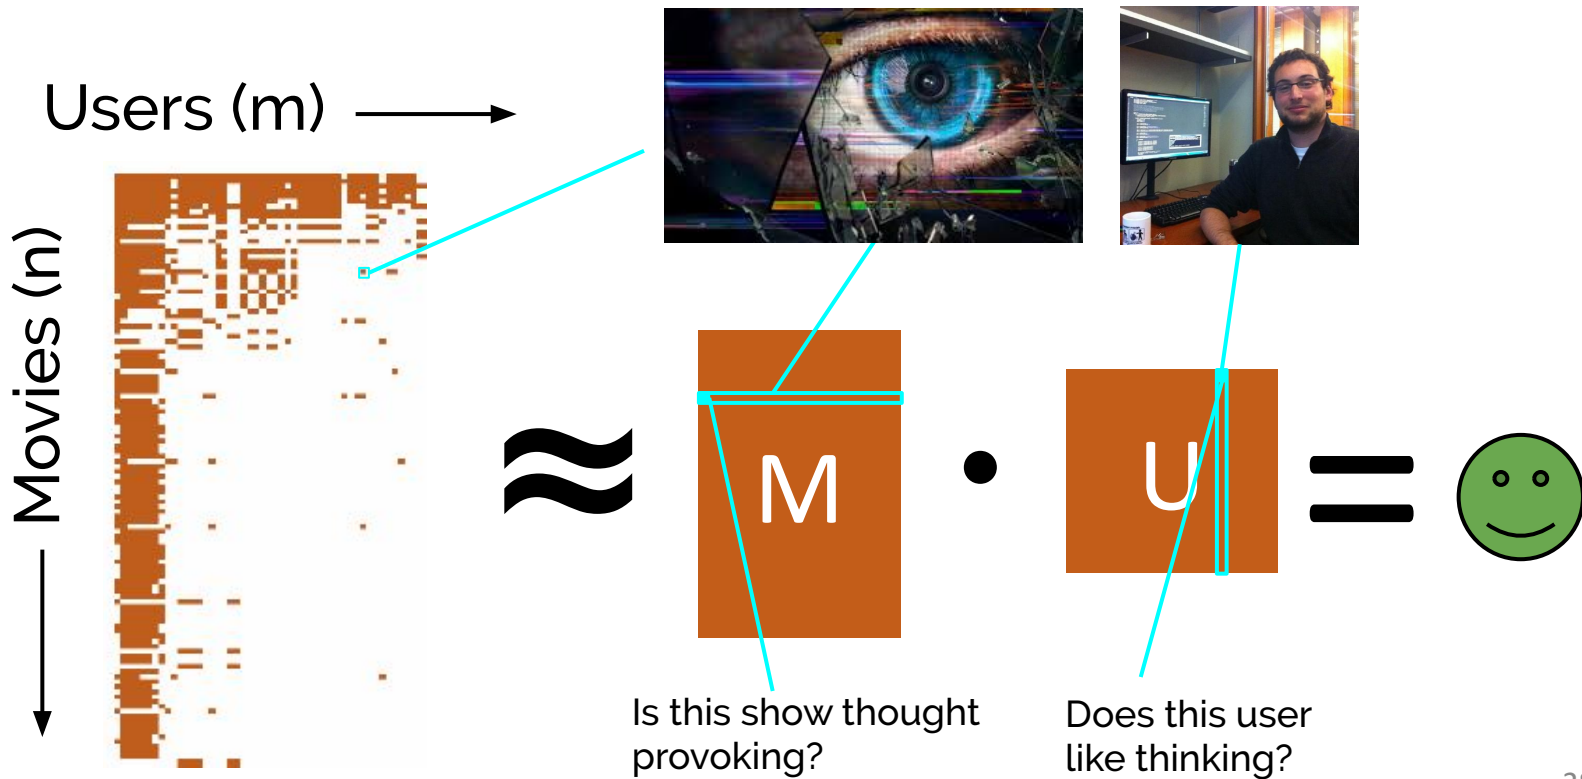 Users (m)
Movies (n)
M
U
Is this show thought
provoking?
Does this user
like thinking?